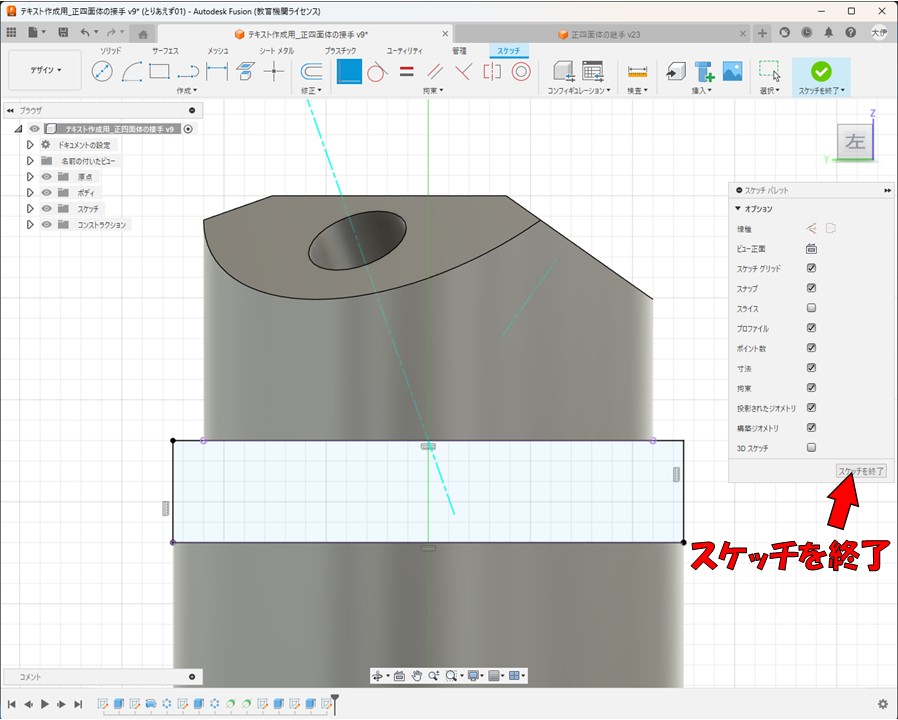 テキスト作成用_正四面体の接手 v9* (とりあえず01) - Autodesk Fusion (教育機関ライセンス)
テキスト作成用_正四面体の接手 v9*
正四面体の継手 v23
大伊
デザイン
ソリッド サーフェス メッシュ シート メタル プラスチック ユーティリティ 管理 スケッチ
作成 修正 拘束 コンフィギュレーション 検査 挿入 選択 スケッチを終了
ブラウザ
テキスト作成用_正四面体の接手 v9
ドキュメントの設定
名前の付いたビュー
原点
ボディ
スケッチ
コンストラクション
Z
左
Y
スケッチ パレット
オプション
線種
ビュー正面
スケッチ グリッド
スナップ
スライス
プロファイル
ポイント数
寸法
拘束
投影されたジオメトリ
構築ジオメトリ
3D スケッチ
スケッチを終了
スケッチを終了
コメント